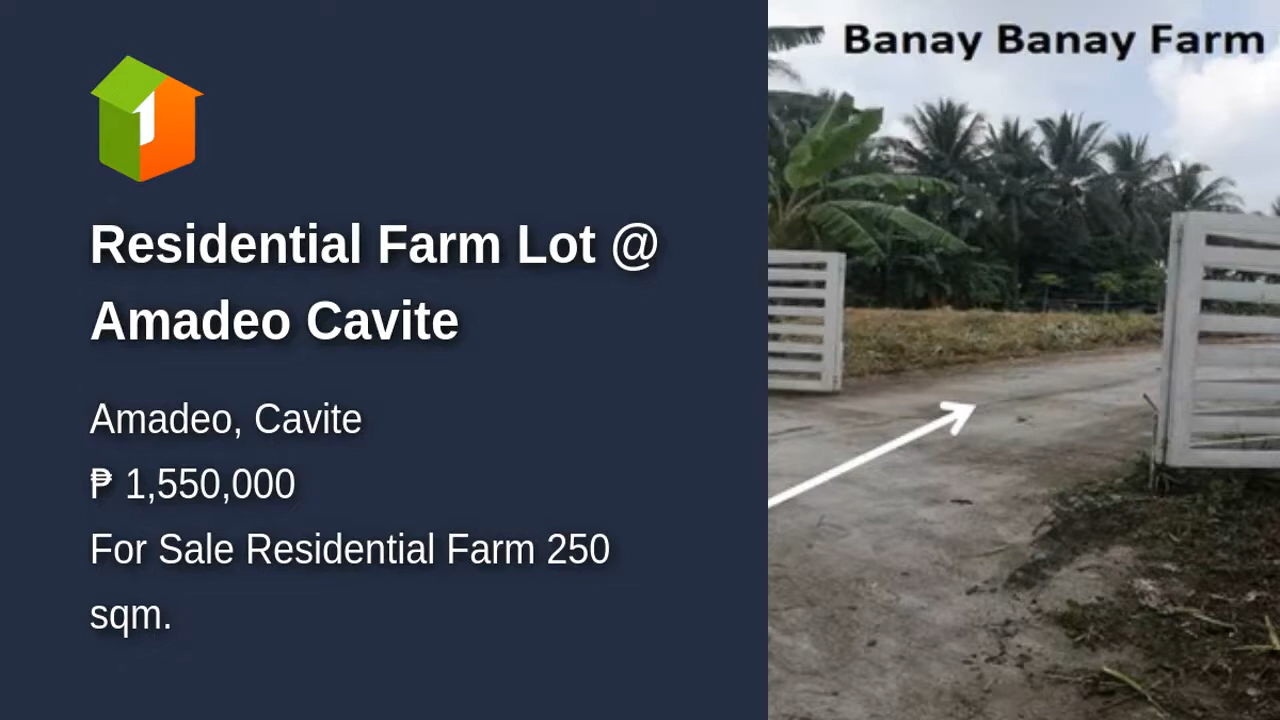 Residential Farm Lot @
Amadeo Cavite
Amadeo, Cavite
₱ 1,550,000
For Sale Residential Farm 250
sqm.
Banay Banay Farm